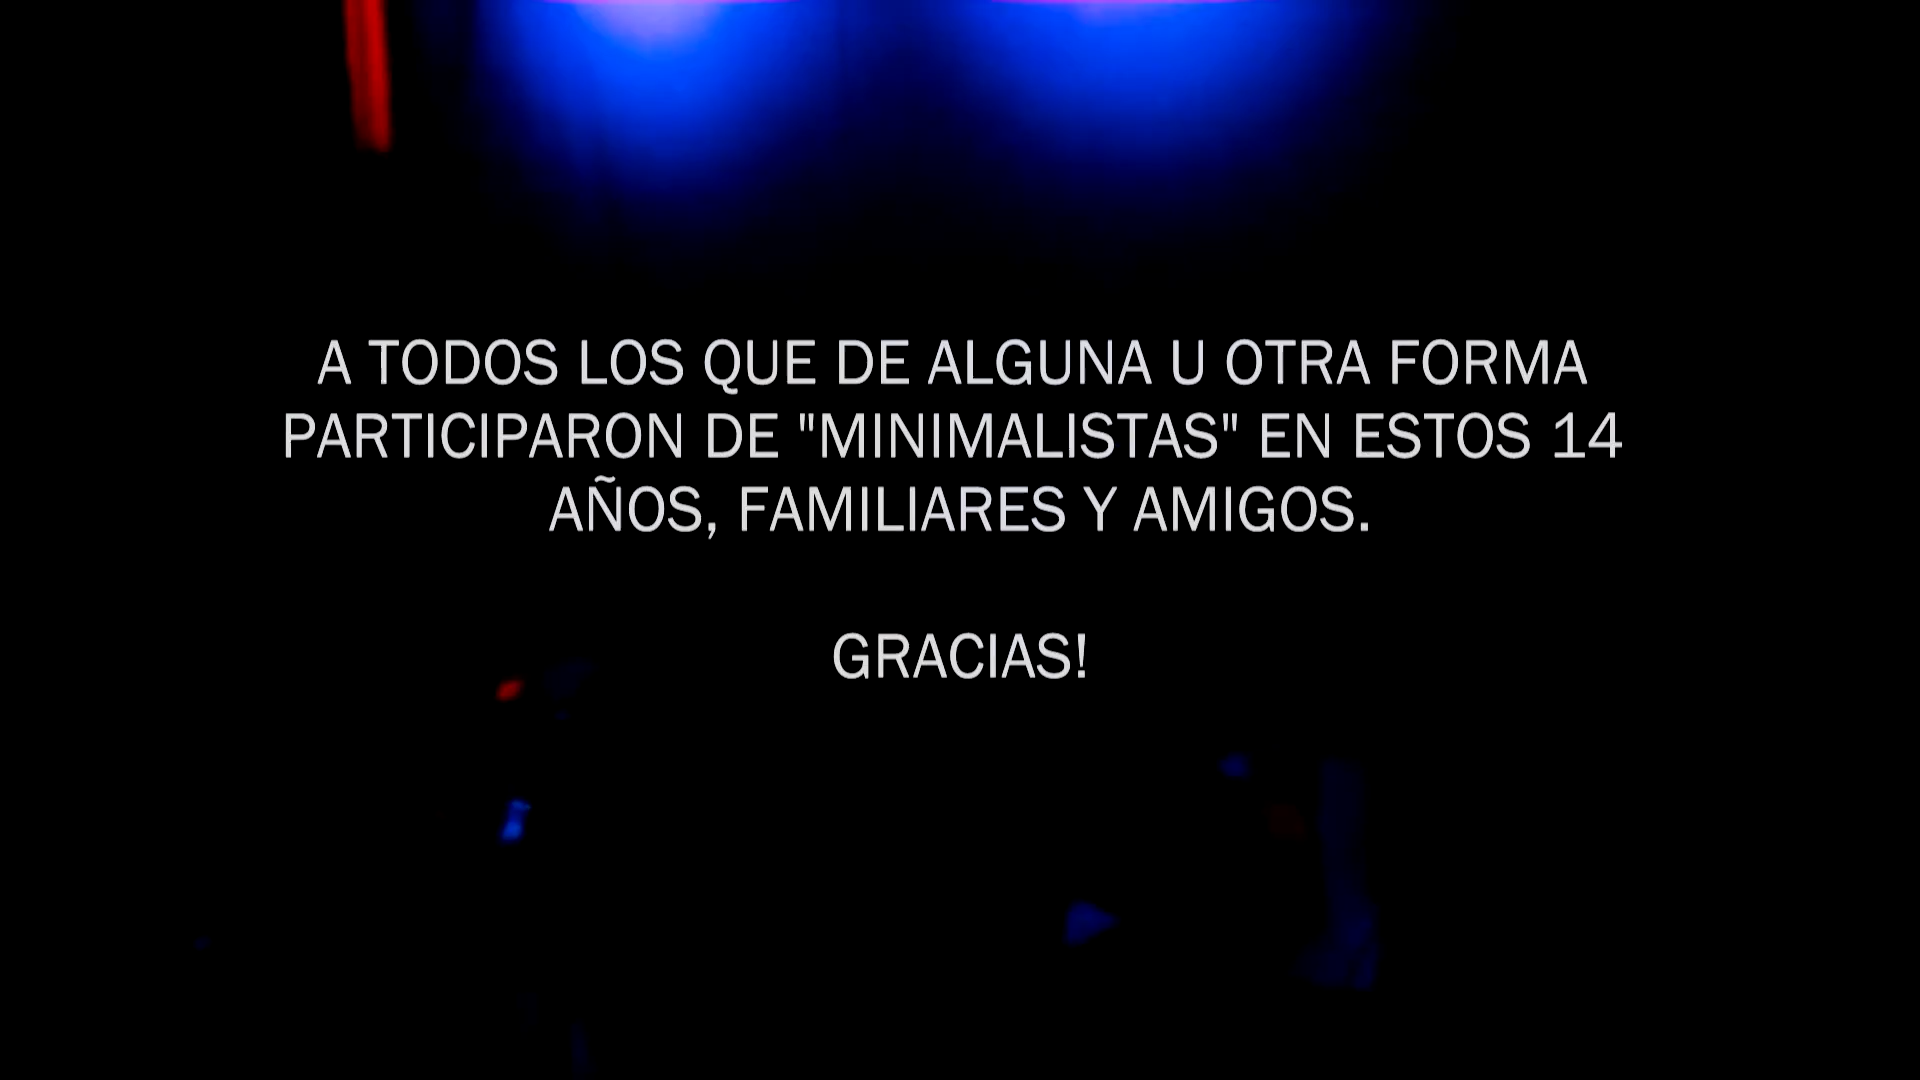 A TODOS LOS QUE DE ALGUNA U OTRA FORMA
PARTICIPARON DE "MINIMALISTAS" EN ESTOS 14
AÑOS, FAMILIARES Y AMIGOS.
GRACIAS!